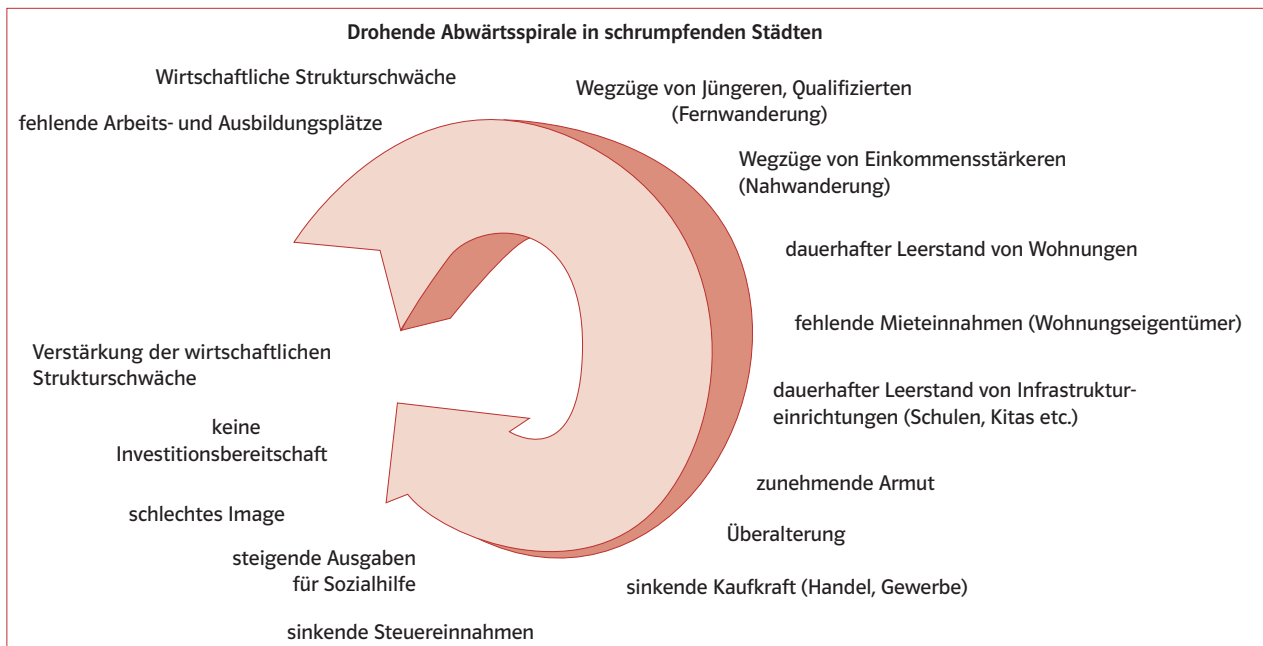 Drohende Abwärtsspirale in schrumpfenden Städten
Wirtschaftliche Strukturschwäche
fehlende Arbeits- und Ausbildungsplätze
Wegzüge von Jüngeren, Qualifizierten
(Fernwanderung)
Wegzüge von Einkommensstärkeren
(Nahwanderung)
dauerhafter Leerstand von Wohnungen
fehlende Mieteinnahmen (Wohnungseigentümer)
dauerhafter Leerstand von Infrastruktur-
einrichtungen (Schulen, Kitas etc.)
zunehmende Armut
Überalterung
sinkende Kaufkraft (Handel, Gewerbe)
sinkende Steuereinnahmen
steigende Ausgaben
für Sozialhilfe
schlechtes Image
keine
Investitionsbereitschaft
Verstärkung der wirtschaftlichen
Strukturschwäche